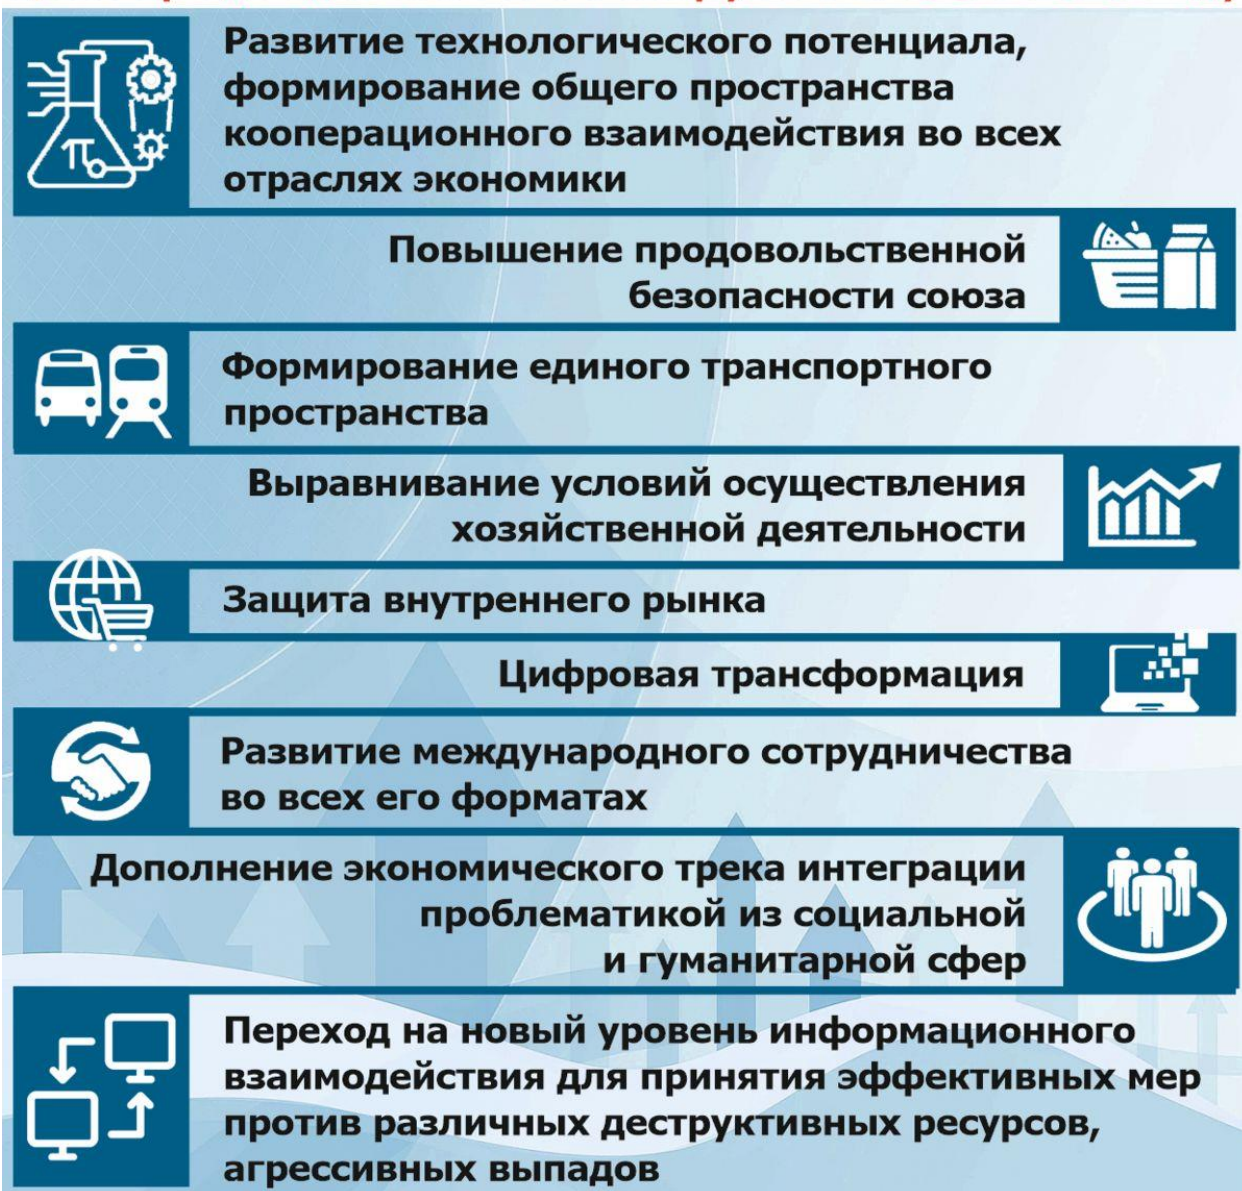 Развитие технологического потенциала,
формирование общего пространства
кооперационного взаимодействия во всех
отраслях экономики
Повышение продовольственной
безопасности союза
Формирование единого транспортного
пространства
Выравнивание условий осуществления
хозяйственной деятельности
Защита внутреннего рынка
Цифровая трансформация
Развитие международного сотрудничества
во всех его форматах
Дополнение экономического трека интеграции
проблематикой из социальной
и гуманитарной сфер
Переход на новый уровень информационного
взаимодействия для принятия эффективных мер
против различных деструктивных ресурсов,
агрессивных выпадов